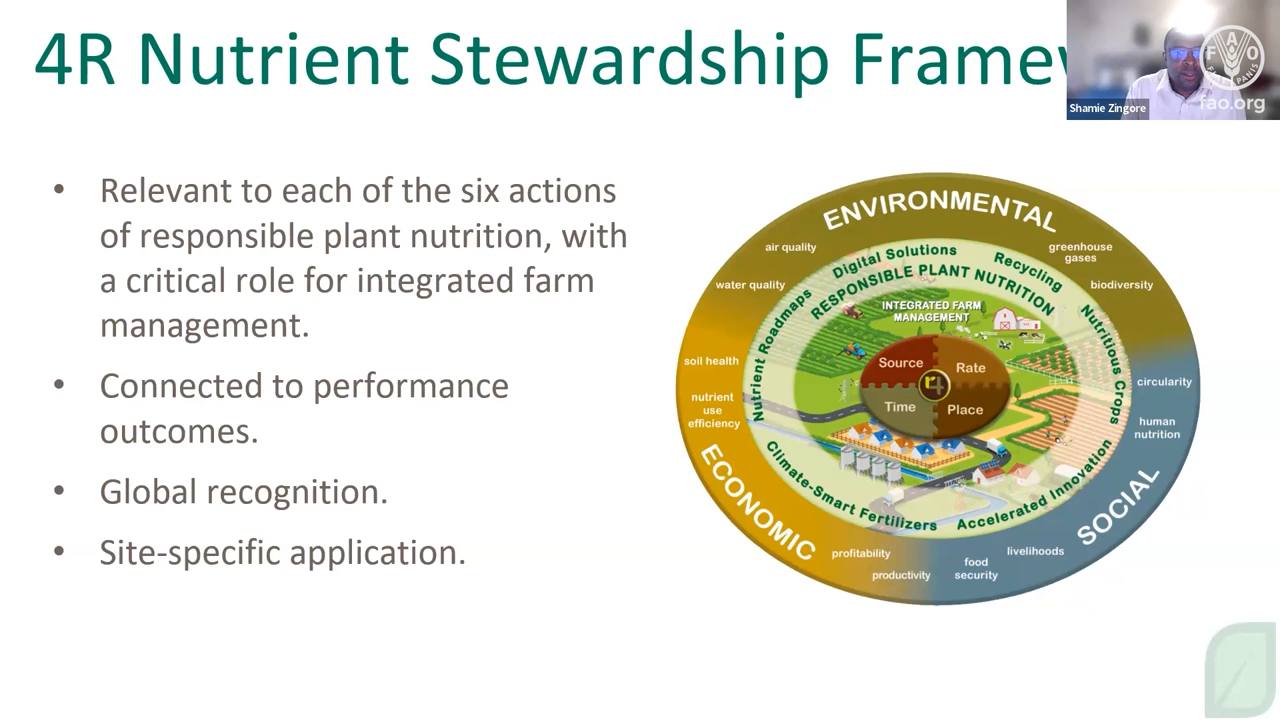 4R Nutrient Stewardship Framew
Shamie Zingore
FAO
fao.org
• Relevant to each of the six actions
of responsible plant nutrition, with
a critical role for integrated farm
management.
• Connected to performance
outcomes.
• Global recognition.
• Site-specific application.
ENVIRONMENTAL
air quality
water quality
greenhouse
gases
biodiversity
Digital Solutions
Recycling
RESPONSIBLE PLANT NUTRITION
Nutrient Roadmaps
Nutritious Crops
INTEGRATED FARM
MANAGEMENT
Source
Rate
r4
Time
Place
soil health
nutrient
use
efficiency
circularity
human
nutrition
Climate-Smart Fertilizers
Accelerated Innovation
ECONOMIC
SOCIAL
profitability
productivity
food
security
livelihoods